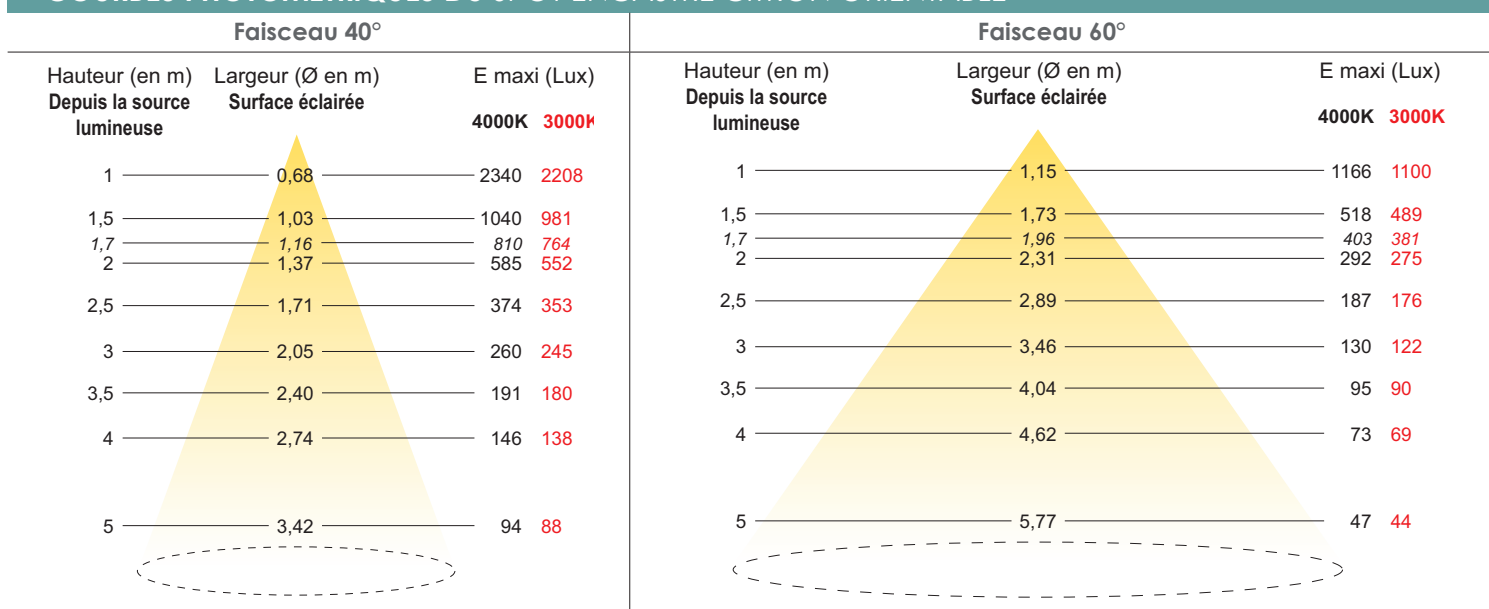 Faisceau 40°
Hauteur (en m) Largeur (Ø en m) E maxi (Lux)
Depuis la source lumineuse Surface éclairée
4000K 3000K
1 0,68 2340 2208
1,5 1,03 1040 981
1,7 1,16 810 764
2 1,37 585 552
2,5 1,71 374 353
3 2,05 260 245
3,5 2,40 191 180
4 2,74 146 138
5 3,42 94 88
Faisceau 60°
Hauteur (en m) Largeur (Ø en m) E maxi (Lux)
Depuis la source lumineuse Surface éclairée
4000K 3000K
1 1,15 1166 1100
1,5 1,73 518 489
1,7 1,96 403 381
2 2,31 292 275
2,5 2,89 187 176
3 3,46 130 122
3,5 4,04 95 90
4 4,62 73 69
5 5,77 47 44